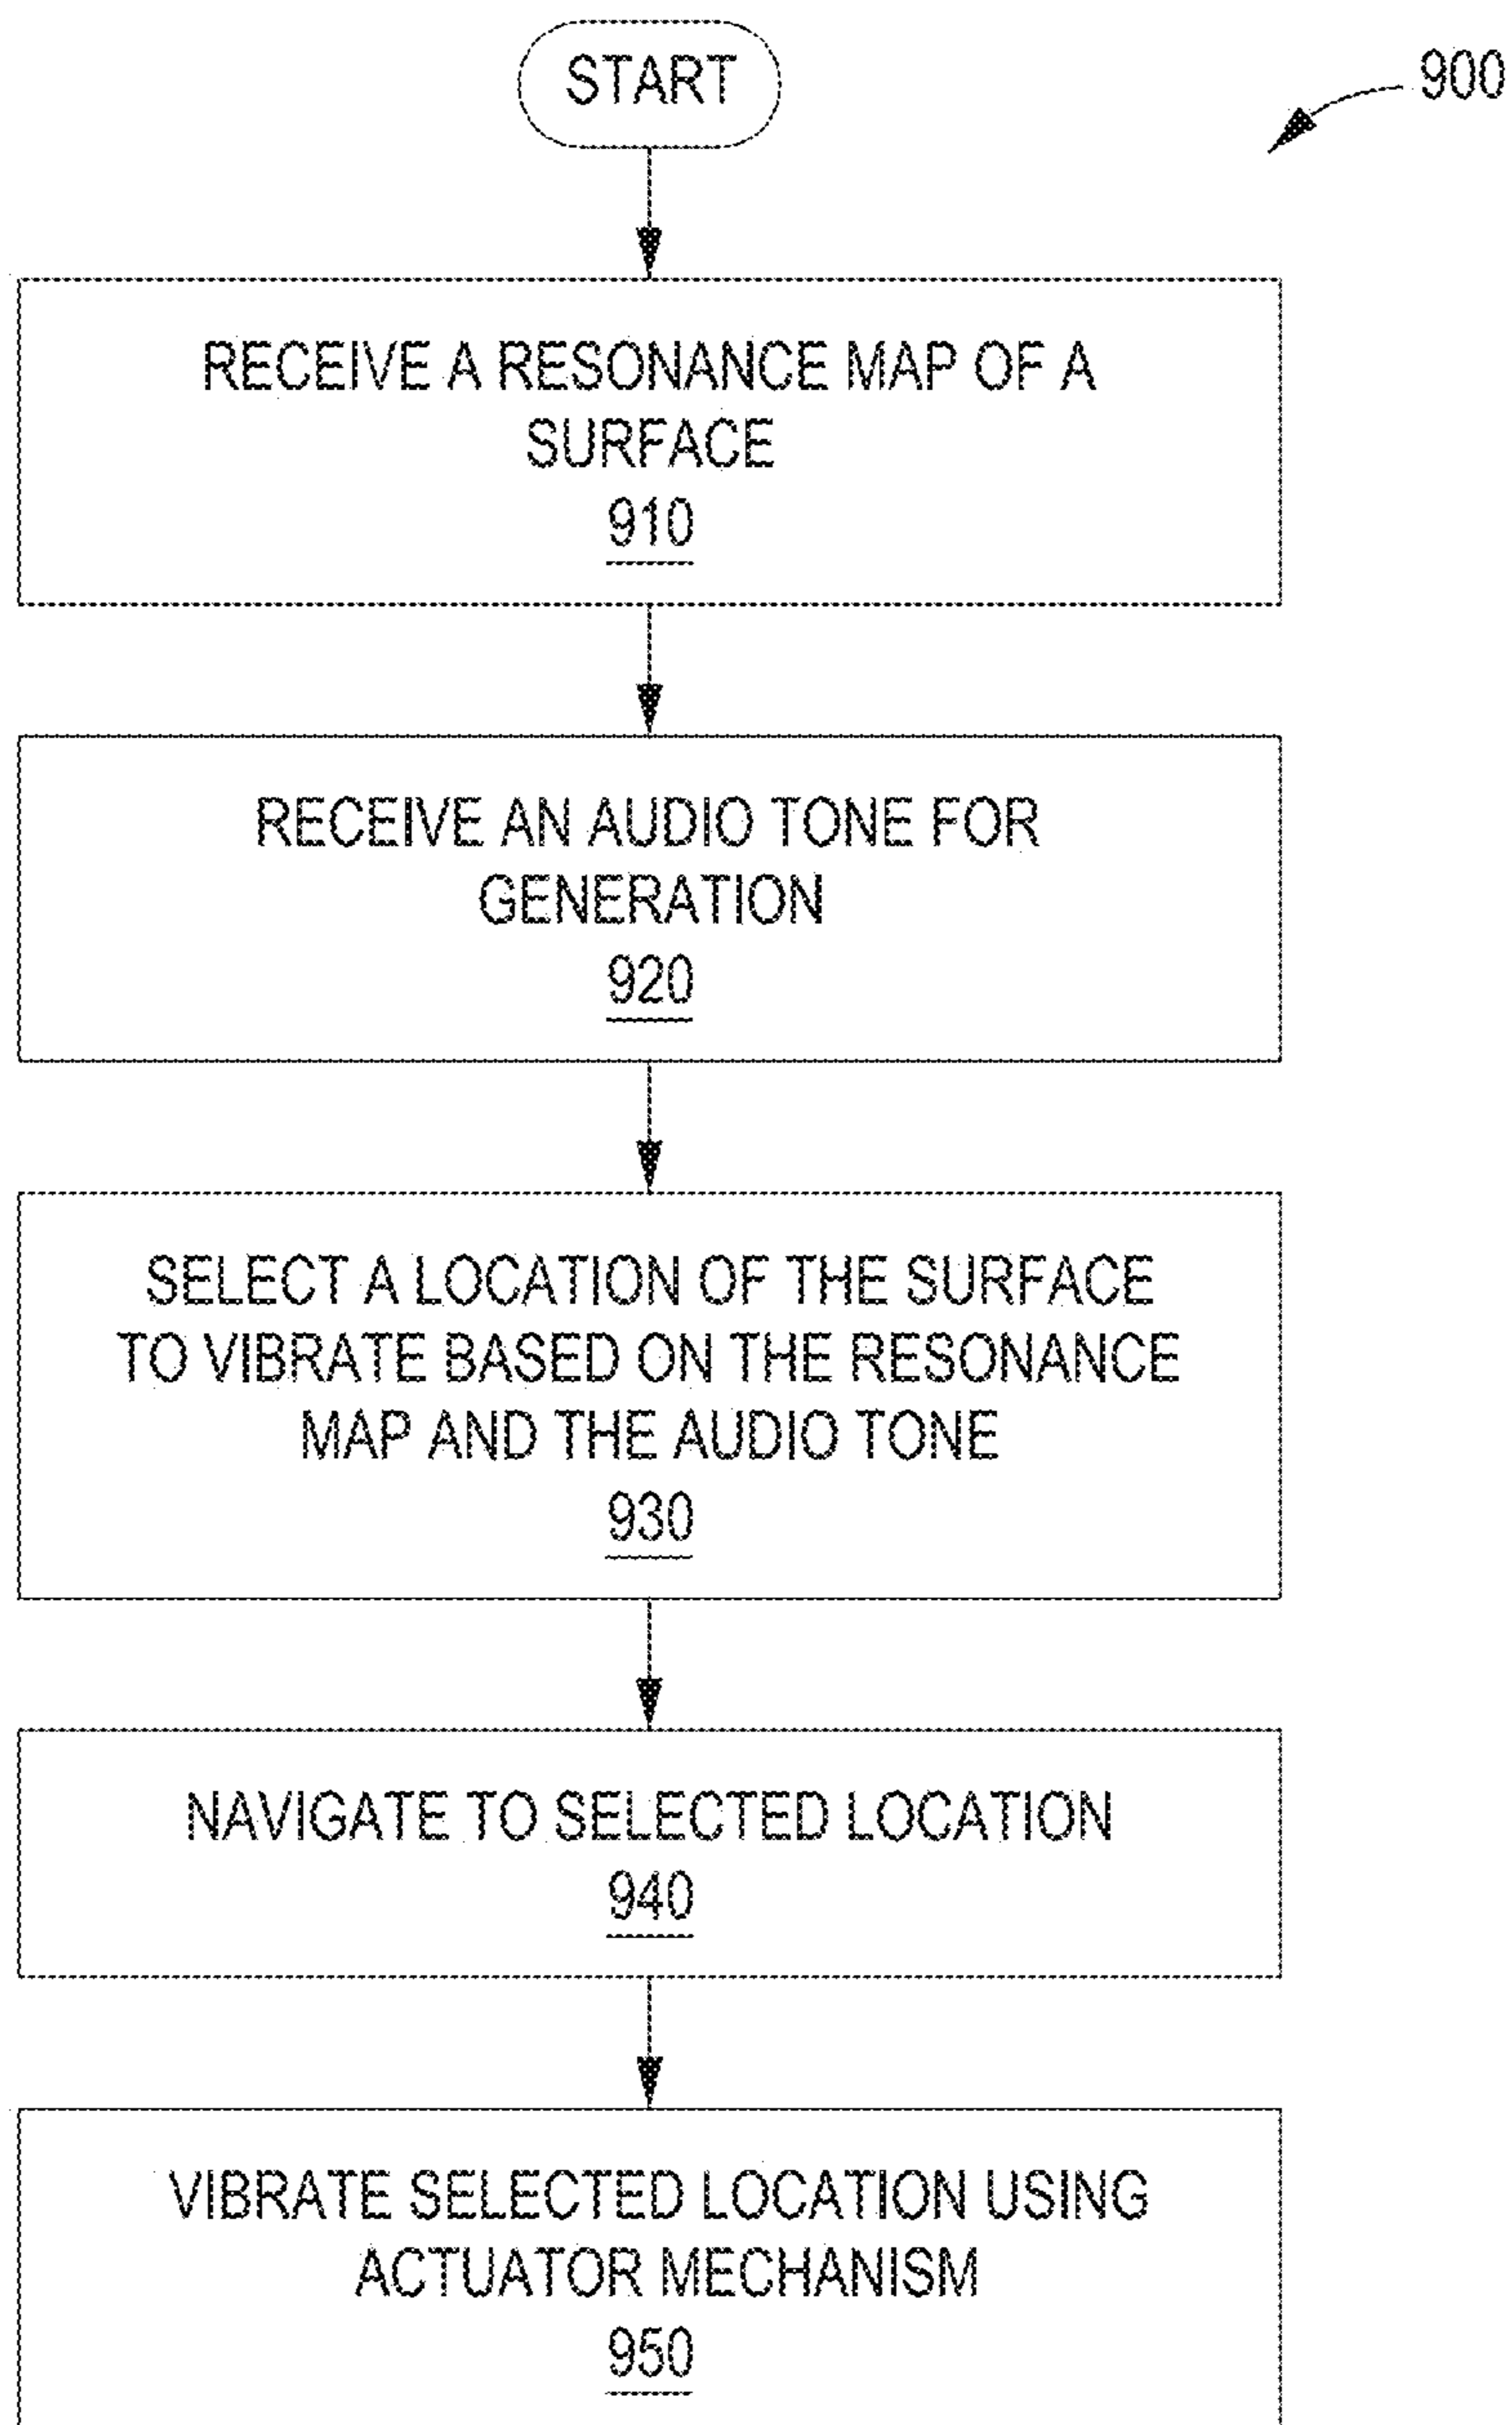 START
900
RECEIVE A RESONANCE MAP OF A
SURFACE
910
RECEIVE AN AUDIO TONE FOR
GENERATION
920
SELECT A LOCATION OF THE SURFACE
TO VIBRATE BASED ON THE RESONANCE
MAP AND THE AUDIO TONE
930
NAVIGATE TO SELECTED LOCATION
940
VIBRATE SELECTED LOCATION USING
ACTUATOR MECHANISM
950